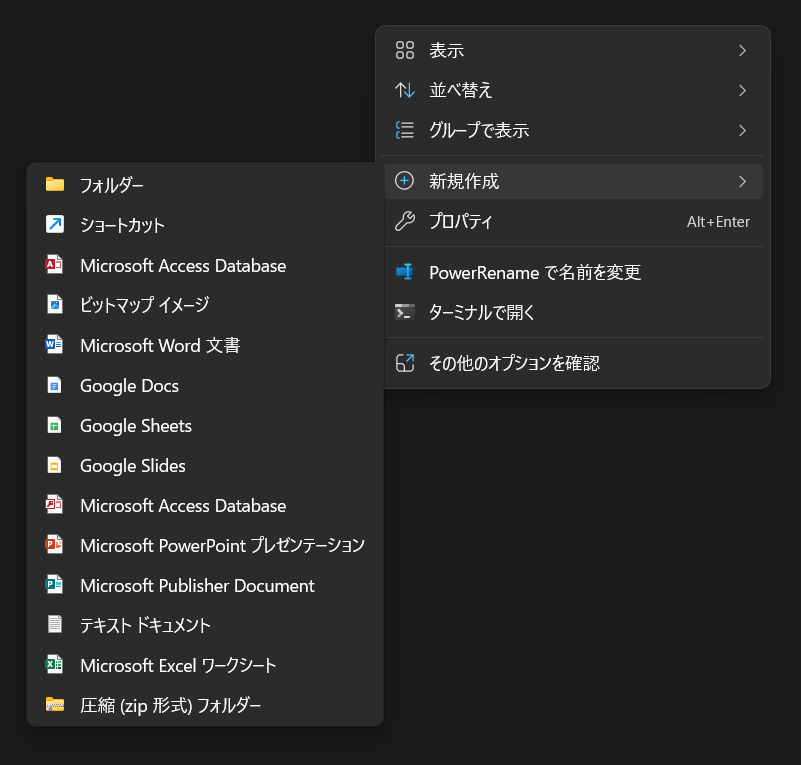 表示
並べ替え
グループで表示
新規作成
プロパティ Alt+Enter
PowerRename で名前を変更
ターミナルで開く
その他のオプションを確認
フォルダー
ショートカット
Microsoft Access Database
ビットマップ イメージ
Microsoft Word 文書
Google Docs
Google Sheets
Google Slides
Microsoft Access Database
Microsoft PowerPoint プレゼンテーション
Microsoft Publisher Document
テキスト ドキュメント
Microsoft Excel ワークシート
圧縮 (zip 形式) フォルダー